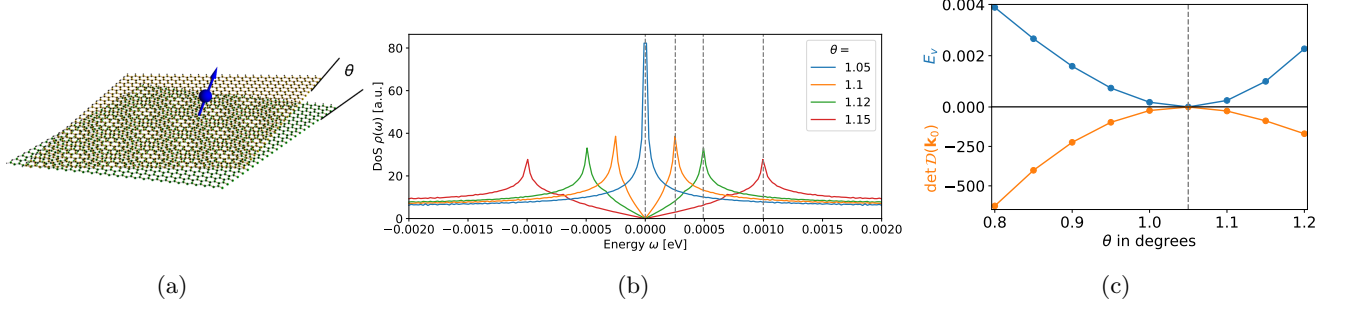 θ
DoS ρ(ω) [a.u.]
80
60
40
20
0
−0.0020
−0.0015
−0.0010
−0.0005
0.0000
0.0005
0.0010
0.0015
0.0020
Energy ω [eV]
θ =
1.05
1.1
1.12
1.15
E_v
0.004
0.002
0.000
det 𝒟(k₀)
−250
−500
0.8
0.9
1.0
1.1
1.2
θ in degrees
(a)
(b)
(c)